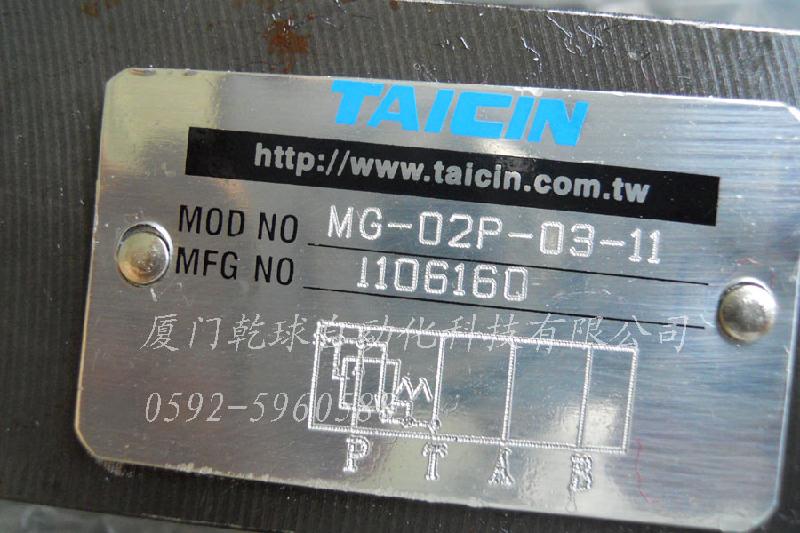 TAICIN
http://www.taicin.com.tw
MOD NO MG-02P-03-11
MFG NO 1106160
厦门乾球自动化科技有限公司
P T A B